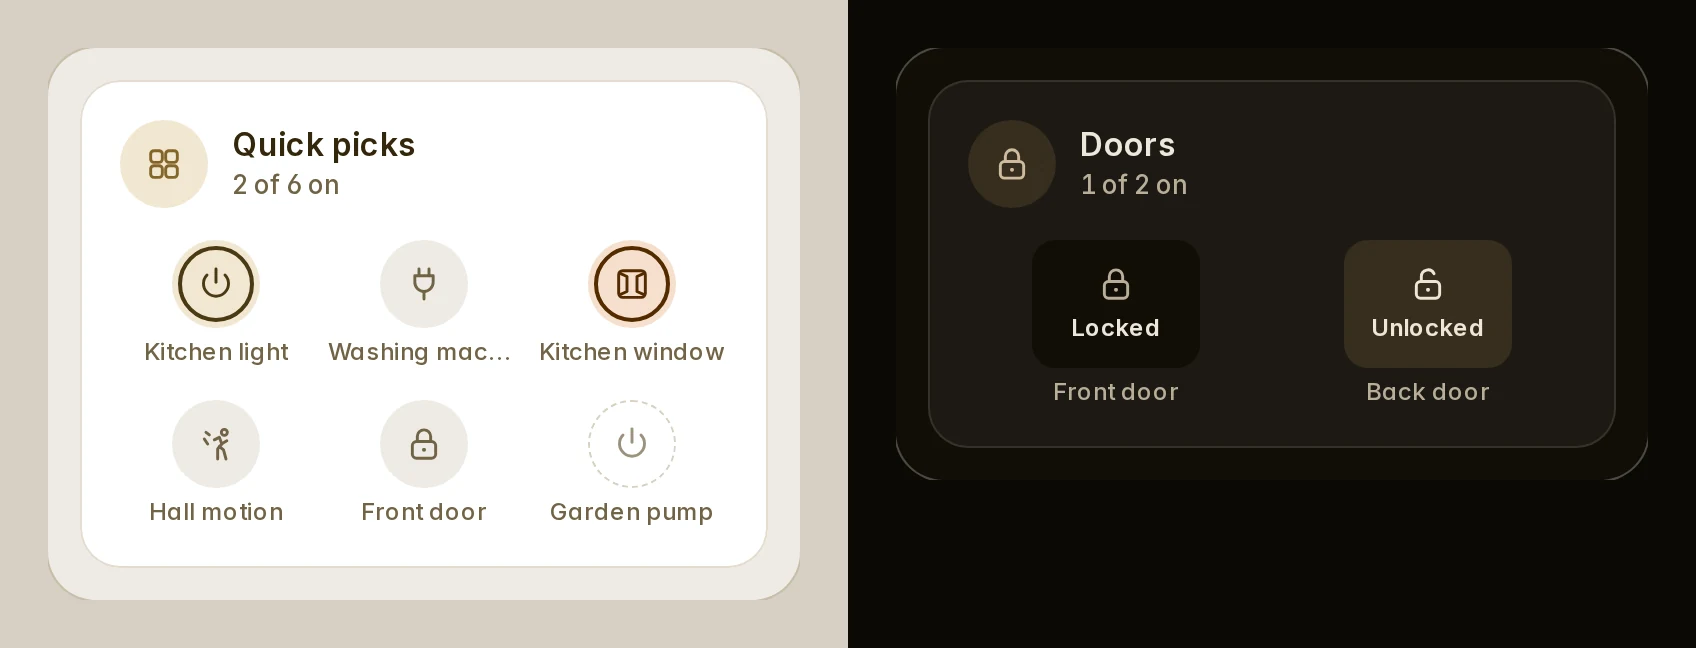 Quick picks
2 of 6 on
Kitchen light
Washing mac...
Kitchen window
Hall motion
Front door
Garden pump
Doors
1 of 2 on
Locked
Unlocked
Front door
Back door